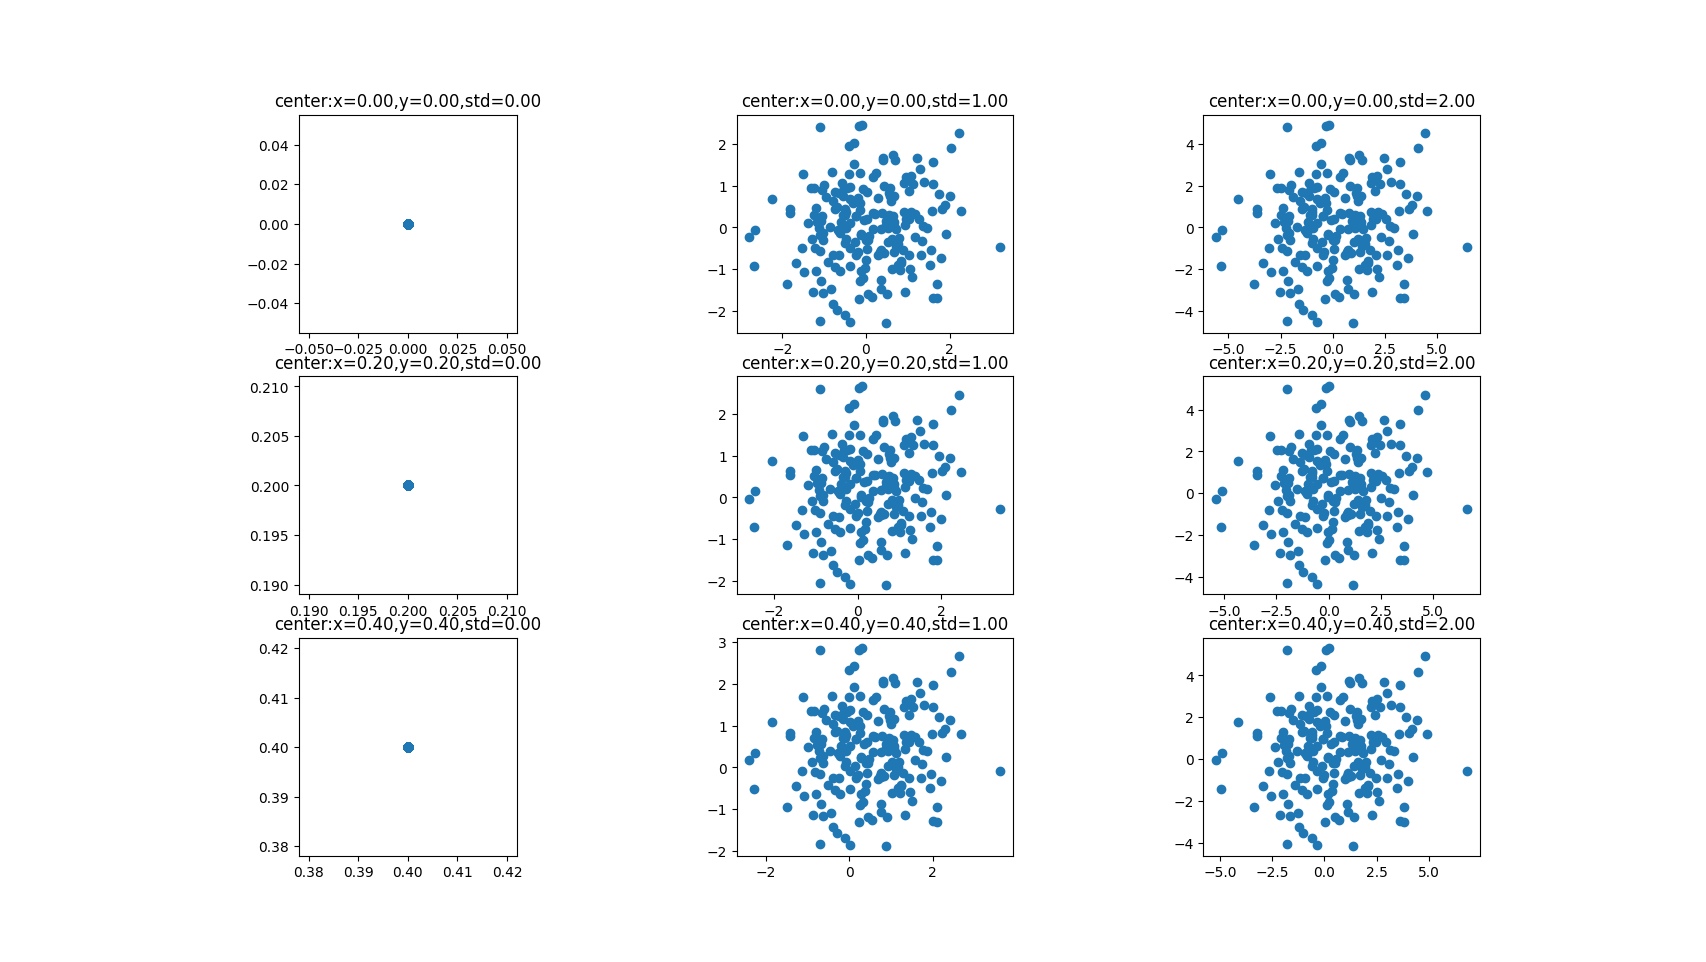 center:x=0.00,y=0.00,std=0.00 center:x=0.00,y=0.00,std=1.00 center:x=0.00,y=0.00,std=2.00
0.04 2 4
0.02 1 2
0.00 0 0
−0.02 −1 −2
−0.04 −2 −4
−0.050 −0.025 0.000 0.025 0.050 −2 0 2 −5.0 −2.5 0.0 2.5 5.0
center:x=0.20,y=0.20,std=0.00 center:x=0.20,y=0.20,std=1.00 center:x=0.20,y=0.20,std=2.00
0.210 2 4
0.205 1 2
0.200 0 0
0.195 −1 −2
0.190 −2 −4
0.190 0.195 0.200 0.205 0.210 −2 0 2 −5.0 −2.5 0.0 2.5 5.0
center:x=0.40,y=0.40,std=0.00 center:x=0.40,y=0.40,std=1.00 center:x=0.40,y=0.40,std=2.00
0.42 3 4
0.41 2 2
0.40 1 0
0.39 0 −2
0.38 −1 −4
−2
0.38 0.39 0.40 0.41 0.42 −2 0 2 −5.0 −2.5 0.0 2.5 5.0